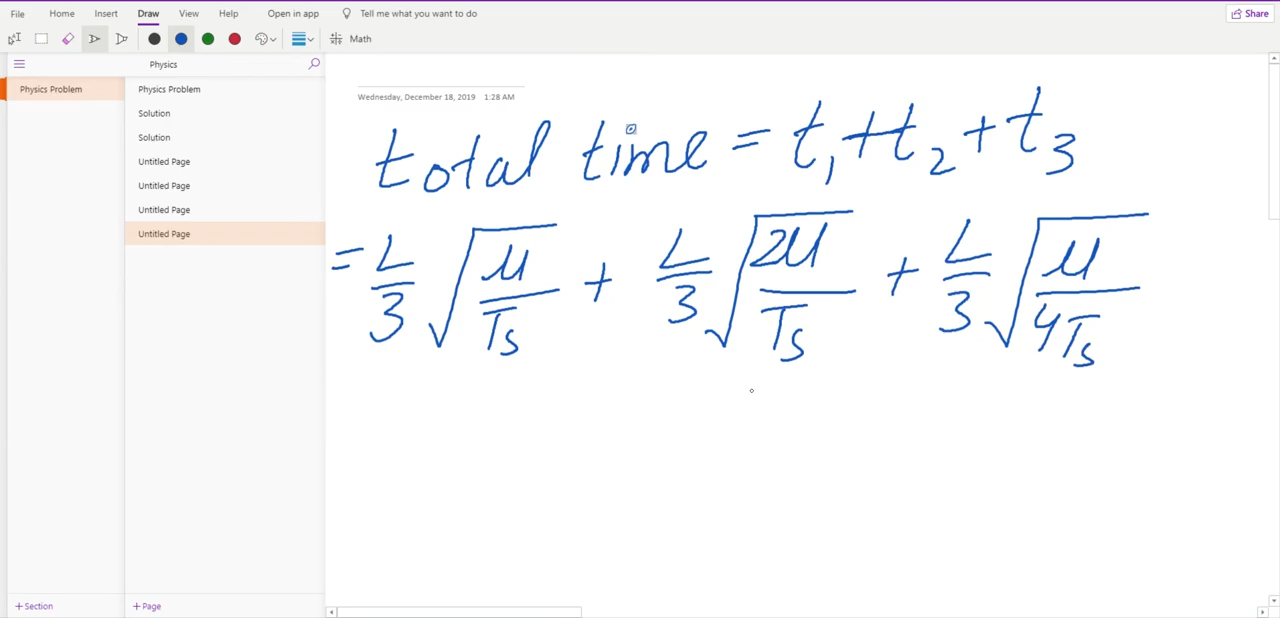 File Home Insert Draw View Help Open in app Tell me what you want to do Share
Math
Physics
Physics Problem
Physics Problem
Solution
Solution
Untitled Page
Untitled Page
Untitled Page
Untitled Page
+ Section
+ Page
Wednesday, December 18, 2019 1:28 AM
total time = t₁ + t₂ + t₃
= L/3 √(μ/Ts) + L/3 √(2μ/Ts) + L/3 √(μ/4Ts)